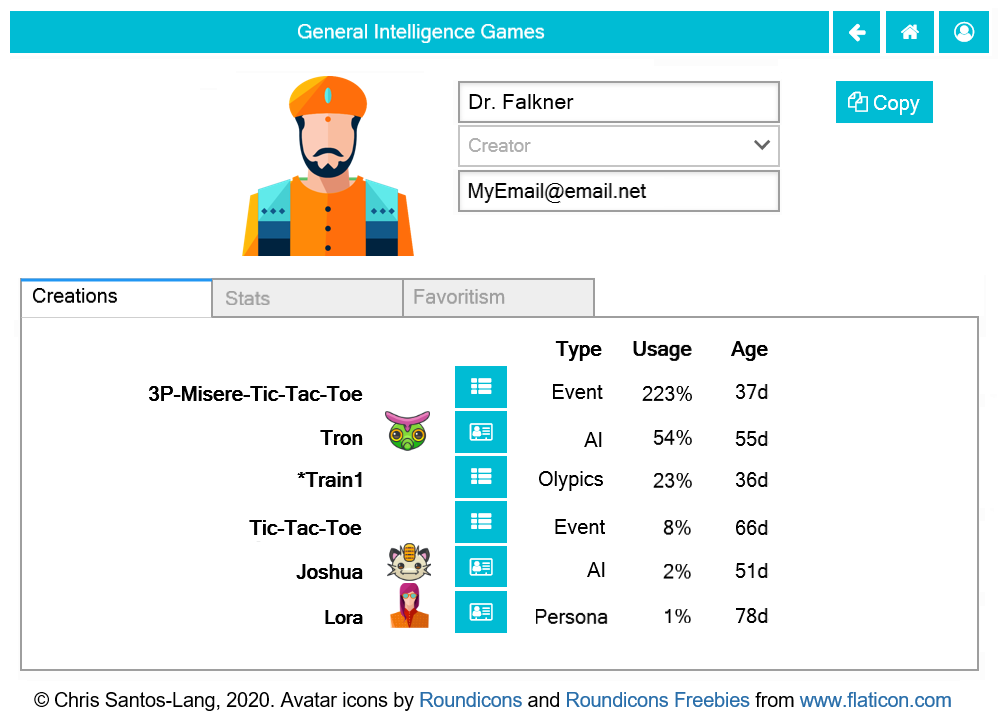 General Intelligence Games
Dr. Falkner
Copy
Creator
MyEmail@email.net
Creations Stats Favoritism
Type Usage Age
3P-Misere-Tic-Tac-Toe Event 223% 37d
Tron AI 54% 55d
*Train1 Olypics 23% 36d
Tic-Tac-Toe Event 8% 66d
Joshua AI 2% 51d
Lora Persona 1% 78d
© Chris Santos-Lang, 2020. Avatar icons by Roundicons and Roundicons Freebies from www.flaticon.com